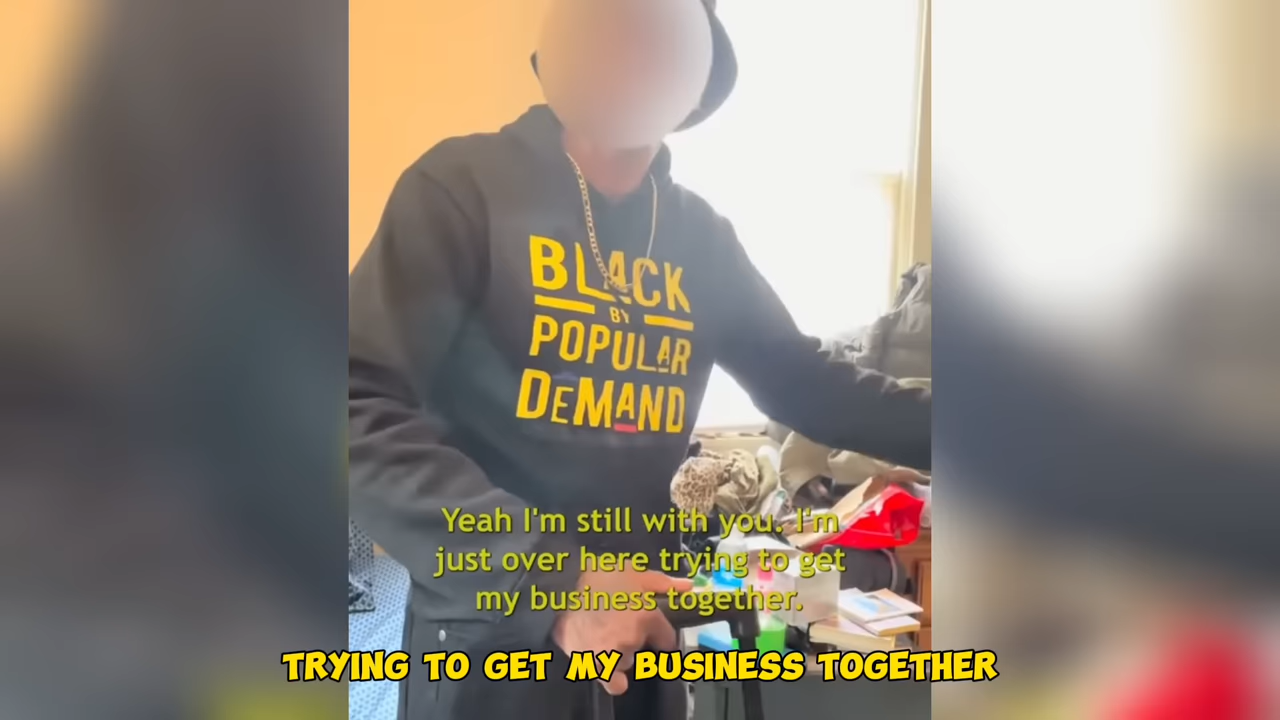 BLACK
BY
POPULAR
DEMAND
Yeah I'm still with you. I'm
just over here trying to get
my business together.
TRYING TO GET MY BUSINESS TOGETHER